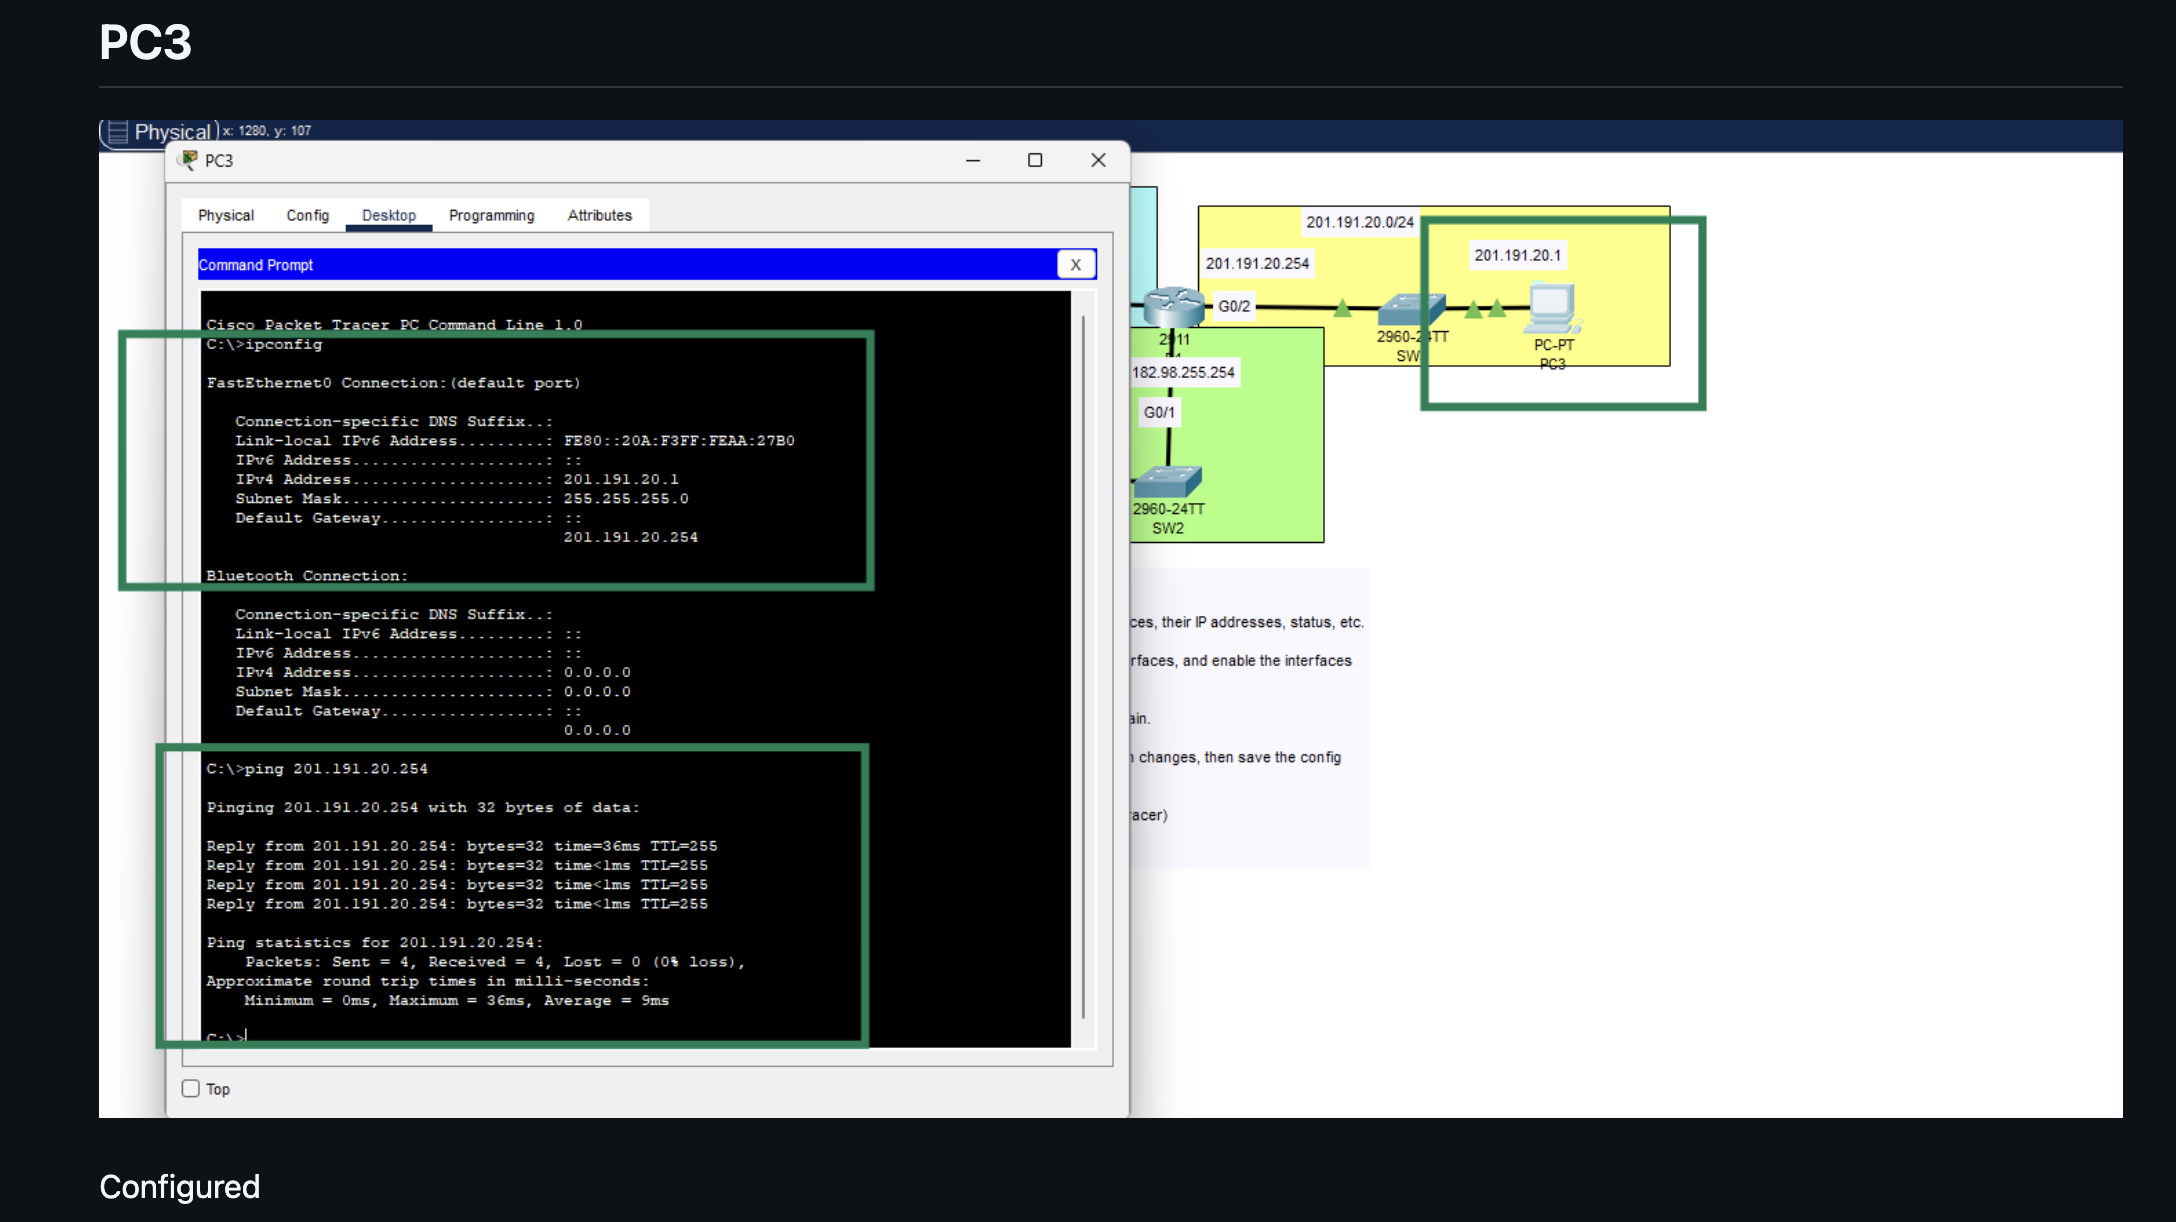 PC3
Physical x: 1280, y: 107
PC3
Physical Config Desktop Programming Attributes
Command Prompt X
Cisco Packet Tracer PC Command Line 1.0
C:\>ipconfig
FastEthernet0 Connection:(default port)
Connection-specific DNS Suffix..:
Link-local IPv6 Address.........: FE80::20A:F3FF:FEAA:27B0
IPv6 Address....................: ::
IPv4 Address....................: 201.191.20.1
Subnet Mask.....................: 255.255.255.0
Default Gateway.................: ::
201.191.20.254
Bluetooth Connection:
Connection-specific DNS Suffix..:
Link-local IPv6 Address.........: ::
IPv6 Address....................: ::
IPv4 Address....................: 0.0.0.0
Subnet Mask.....................: 0.0.0.0
Default Gateway.................: ::
0.0.0.0
C:\>ping 201.191.20.254
Pinging 201.191.20.254 with 32 bytes of data:
Reply from 201.191.20.254: bytes=32 time=36ms TTL=255
Reply from 201.191.20.254: bytes=32 time<1ms TTL=255
Reply from 201.191.20.254: bytes=32 time<1ms TTL=255
Reply from 201.191.20.254: bytes=32 time<1ms TTL=255
Ping statistics for 201.191.20.254:
Packets: Sent = 4, Received = 4, Lost = 0 (0% loss),
Approximate round trip times in milli-seconds:
Minimum = 0ms, Maximum = 36ms, Average = 9ms
C:\>
Top
201.191.20.0/24
201.191.20.254
201.191.20.1
G0/2
2911
2960-24TT
SW
PC-PT
PC3
182.98.255.254
G0/1
2960-24TT
SW2
ces, their IP addresses, status, etc.
rfaces, and enable the interfaces
ain.
changes, then save the config
racer)
Configured